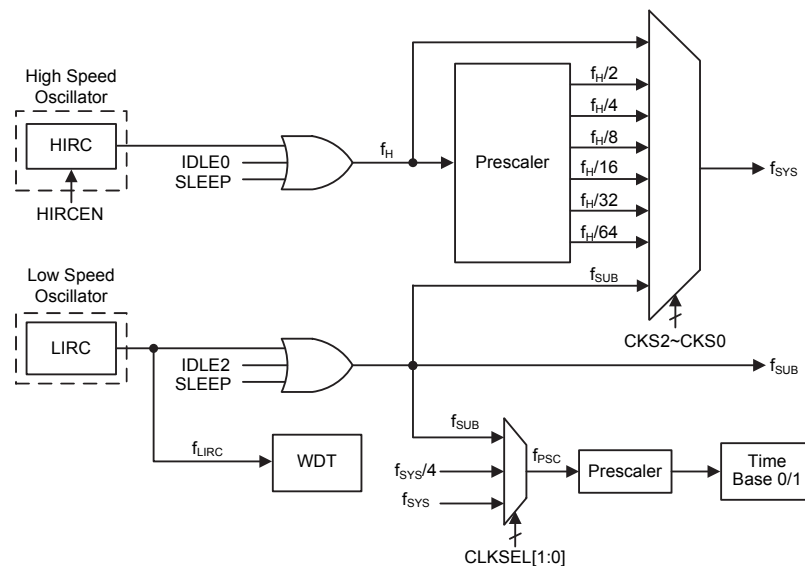 High Speed
Oscillator
HIRC
HIRCEN
IDLE0
SLEEP
fH
Prescaler
fH/2
fH/4
fH/8
fH/16
fH/32
fH/64
fSUB
fSYS
CKS2~CKS0
Low Speed
Oscillator
LIRC
IDLE2
SLEEP
fSUB
fLIRC
WDT
fSUB
fSYS/4
fSYS
fPSC
Prescaler
Time
Base 0/1
CLKSEL[1:0]